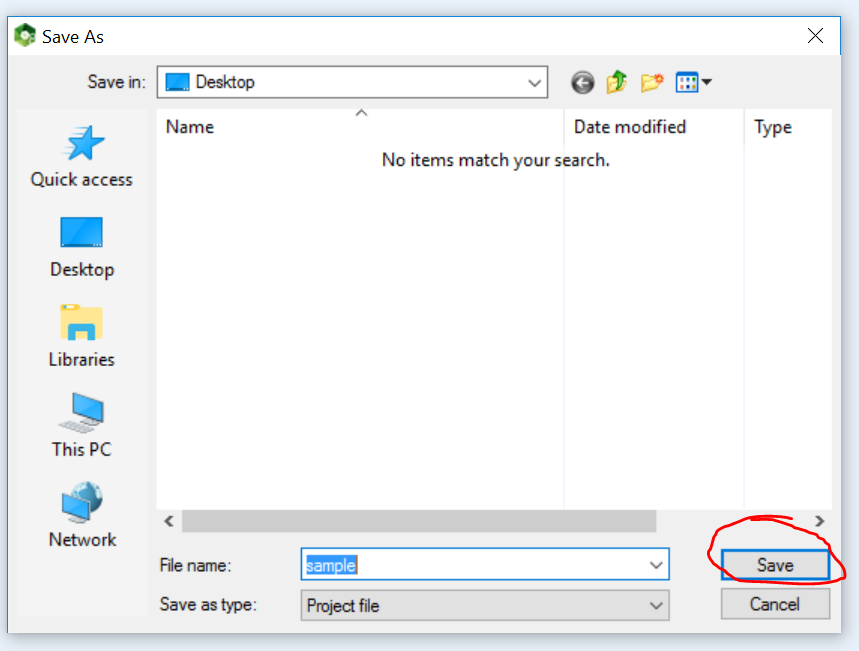 Save As
Save in: Desktop
Name Date modified Type
No items match your search.
Quick access
Desktop
Libraries
This PC
Network
File name: sample Save
Save as type: Project file Cancel